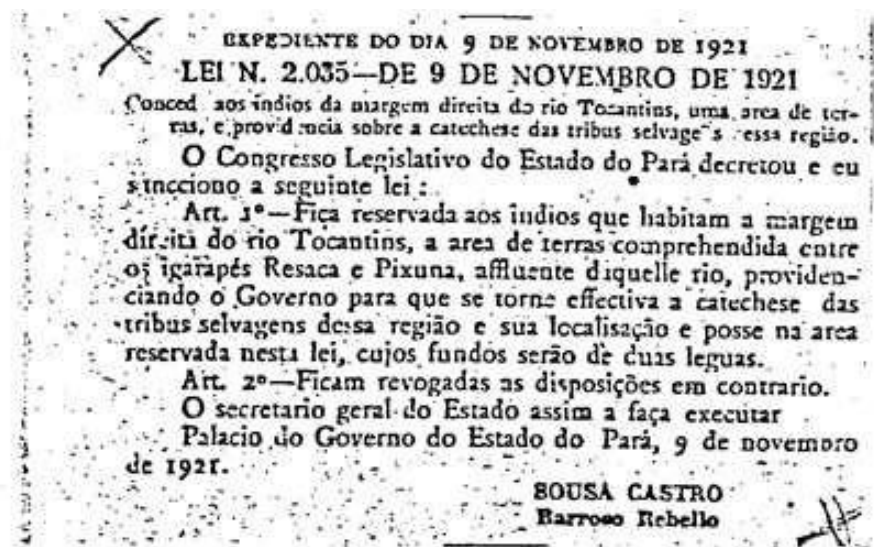 EXPEDIENTE DO DIA 9 DE NOVEMBRO DE 1921
LEI N. 2.035—DE 9 DE NOVEMBRO DE 1921
Conced aos indios da margem direita do rio Tocantins, uma area de ter-
ras, e provid ncia sobre a catechese das tribus selvage s essa região.
O Congresso Legislativo do Estado do Pará decretou e eu
sancciono a seguinte lei :
Art. 1º—Fica reservada aos indios que habitam a margem
direita do rio Tocantins, a area de terras comprehendida entre
os igarapés Resaca e Pixuna, affluente daquelle rio, providen-
ciando o Governo para que se torne effectiva a catechese das
tribus selvagens dessa região e sua localisação e posse na area
reservada nesta lei, cujos fundos serão de duas leguas.
Art. 2º—Ficam revogadas as disposições em contrario.
O secretario geral do Estado assim a faça executar
Palacio do Governo do Estado do Pará, 9 de novembro
de 1921.
SOUSA CASTRO
Barroso Rebello